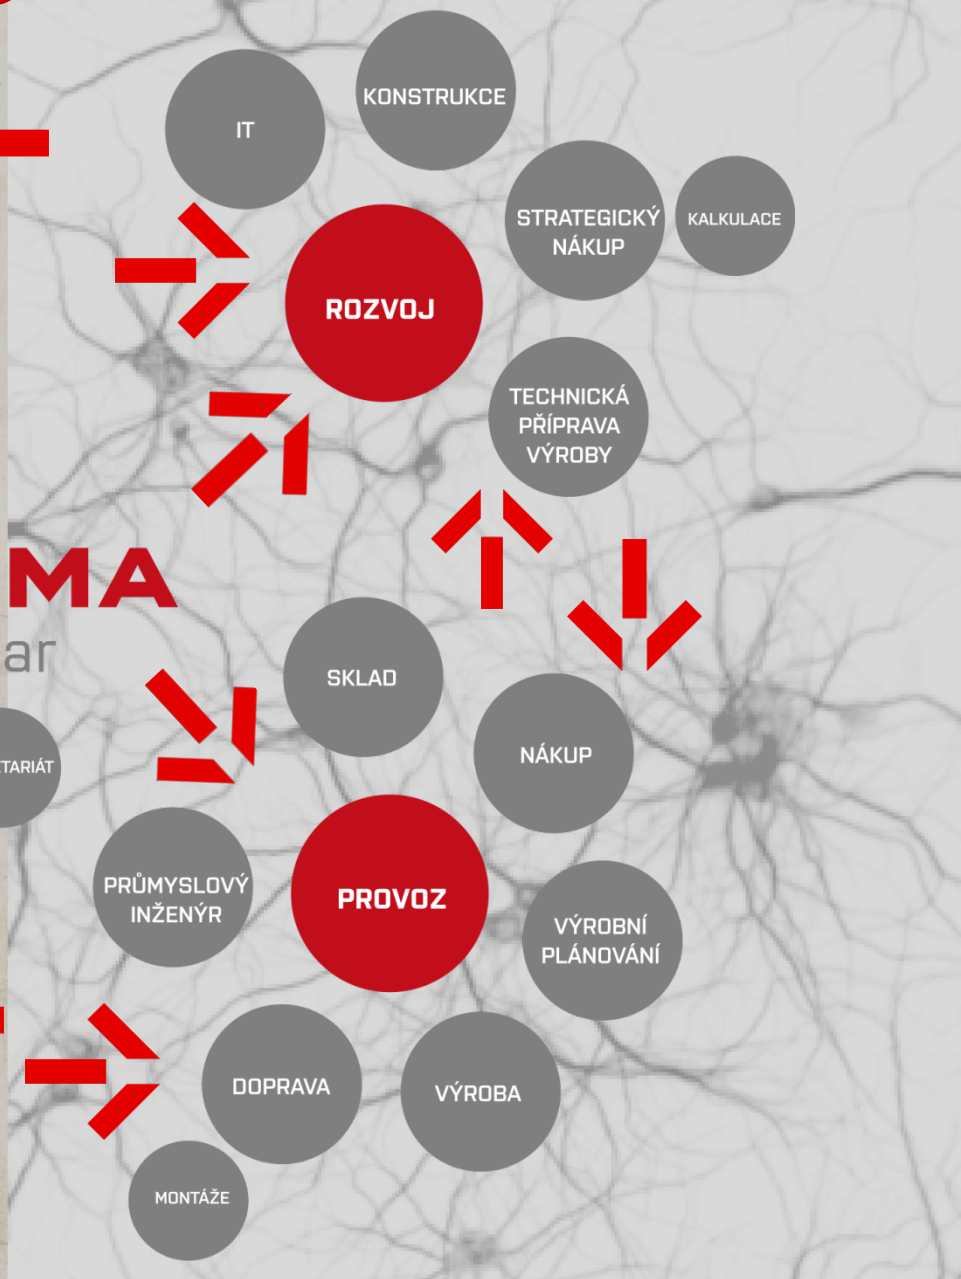 KONSTRUKCE
IT
STRATEGICKÝ
NÁKUP
KALKULACE
ROZVOJ
TECHNICKÁ
PŘÍPRAVA
VÝROBY
MA
ar
SKLAD
NÁKUP
TARIÁT
PRŮMYSLOVÝ
INŽENÝR
PROVOZ
VÝROBNÍ
PLÁNOVÁNÍ
DOPRAVA
VÝROBA
MONTÁŽE